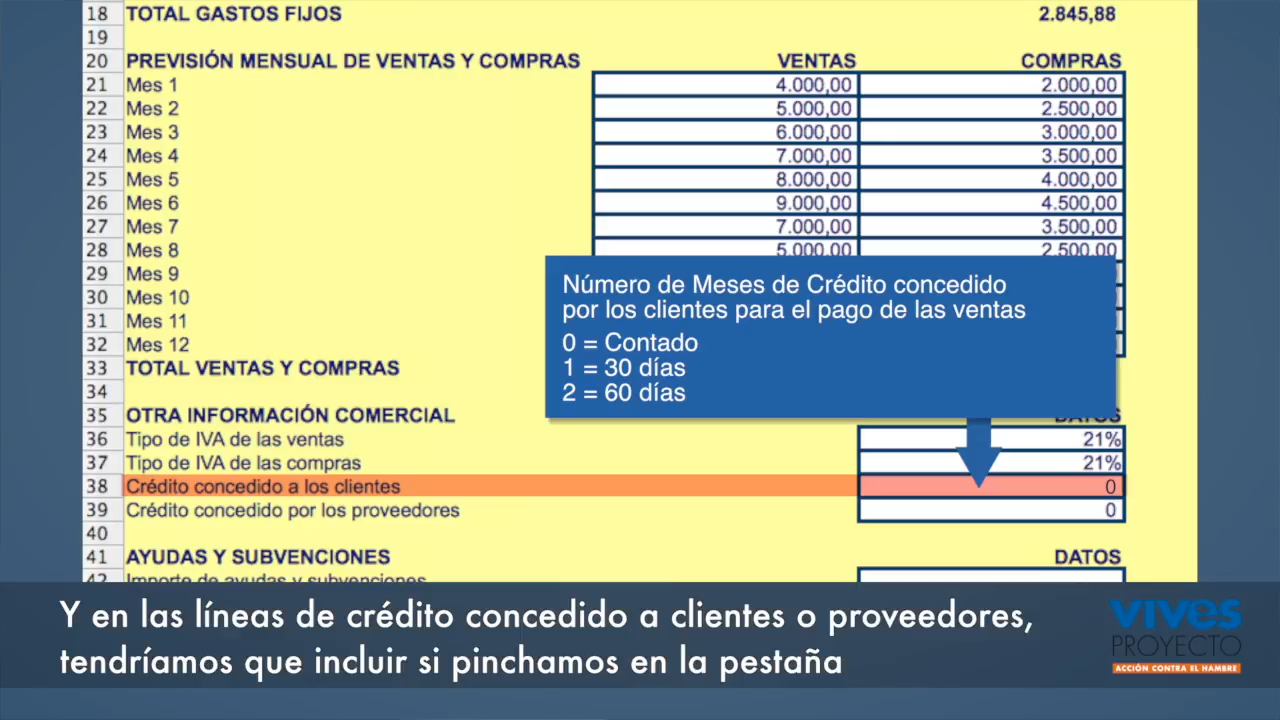 18 TOTAL GASTOS FIJOS 2.845,88
19
20 PREVISIÓN MENSUAL DE VENTAS Y COMPRAS VENTAS COMPRAS
21 Mes 1 4.000,00 2.000,00
22 Mes 2 5.000,00 2.500,00
23 Mes 3 6.000,00 3.000,00
24 Mes 4 7.000,00 3.500,00
25 Mes 5 8.000,00 4.000,00
26 Mes 6 9.000,00 4.500,00
27 Mes 7 7.000,00 3.500,00
28 Mes 8 5.000,00 2.500,00
29 Mes 9
30 Mes 10
31 Mes 11
32 Mes 12
33 TOTAL VENTAS Y COMPRAS
34
Número de Meses de Crédito concedido
por los clientes para el pago de las ventas
0 = Contado
1 = 30 días
2 = 60 días
35 OTRA INFORMACIÓN COMERCIAL DATOS
36 Tipo de IVA de las ventas 21%
37 Tipo de IVA de las compras 21%
38 Crédito concedido a los clientes 0
39 Crédito concedido por los proveedores 0
40
41 AYUDAS Y SUBVENCIONES DATOS
42 Importe de ayudas y subvenciones
Y en las líneas de crédito concedido a clientes o proveedores,
tendríamos que incluir si pinchamos en la pestaña
vives
PROYECTO
ACCIÓN CONTRA EL HAMBRE